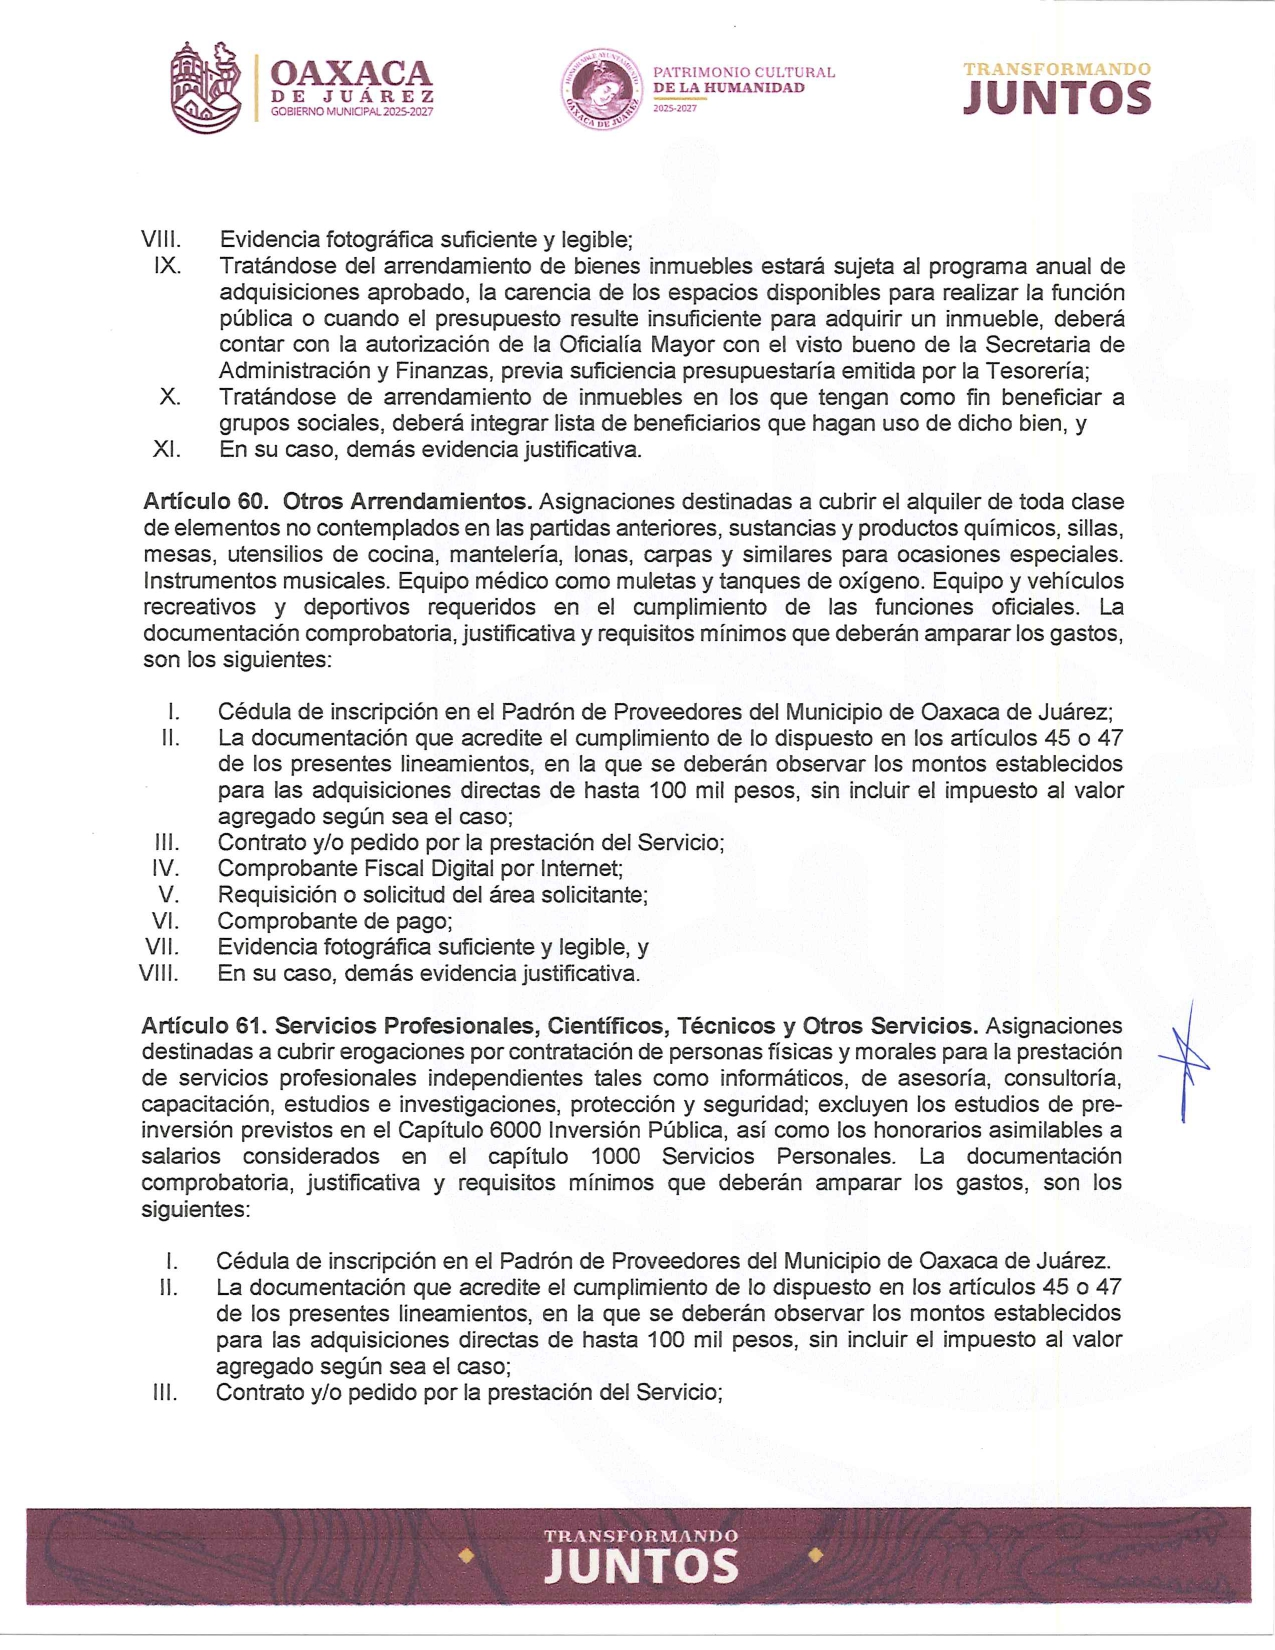 OAXACA
DE JUÁREZ
GOBIERNO MUNICIPAL 2025-2027
PATRIMONIO CULTURAL
DE LA HUMANIDAD
2025-2027
TRANSFORMANDO
JUNTOS
VIII. Evidencia fotográfica suficiente y legible;
IX. Tratándose del arrendamiento de bienes inmuebles estará sujeta al programa anual de
adquisiciones aprobado, la carencia de los espacios disponibles para realizar la función
pública o cuando el presupuesto resulte insuficiente para adquirir un inmueble, deberá
contar con la autorización de la Oficialía Mayor con el visto bueno de la Secretaria de
Administración y Finanzas, previa suficiencia presupuestaría emitida por la Tesorería;
X. Tratándose de arrendamiento de inmuebles en los que tengan como fin beneficiar a
grupos sociales, deberá integrar lista de beneficiarios que hagan uso de dicho bien, y
XI. En su caso, demás evidencia justificativa.
Artículo 60. Otros Arrendamientos. Asignaciones destinadas a cubrir el alquiler de toda clase
de elementos no contemplados en las partidas anteriores, sustancias y productos químicos, sillas,
mesas, utensilios de cocina, mantelería, lonas, carpas y similares para ocasiones especiales.
Instrumentos musicales. Equipo médico como muletas y tanques de oxígeno. Equipo y vehículos
recreativos y deportivos requeridos en el cumplimiento de las funciones oficiales. La
documentación comprobatoria, justificativa y requisitos mínimos que deberán amparar los gastos,
son los siguientes:
I. Cédula de inscripción en el Padrón de Proveedores del Municipio de Oaxaca de Juárez;
II. La documentación que acredite el cumplimiento de lo dispuesto en los artículos 45 o 47
de los presentes lineamientos, en la que se deberán observar los montos establecidos
para las adquisiciones directas de hasta 100 mil pesos, sin incluir el impuesto al valor
agregado según sea el caso;
III. Contrato y/o pedido por la prestación del Servicio;
IV. Comprobante Fiscal Digital por Internet;
V. Requisición o solicitud del área solicitante;
VI. Comprobante de pago;
VII. Evidencia fotográfica suficiente y legible, y
VIII. En su caso, demás evidencia justificativa.
Artículo 61. Servicios Profesionales, Científicos, Técnicos y Otros Servicios. Asignaciones
destinadas a cubrir erogaciones por contratación de personas físicas y morales para la prestación
de servicios profesionales independientes tales como informáticos, de asesoría, consultoría,
capacitación, estudios e investigaciones, protección y seguridad; excluyen los estudios de pre-
inversión previstos en el Capítulo 6000 Inversión Pública, así como los honorarios asimilables a
salarios considerados en el capítulo 1000 Servicios Personales. La documentación
comprobatoria, justificativa y requisitos mínimos que deberán amparar los gastos, son los
siguientes:
I. Cédula de inscripción en el Padrón de Proveedores del Municipio de Oaxaca de Juárez.
II. La documentación que acredite el cumplimiento de lo dispuesto en los artículos 45 o 47
de los presentes lineamientos, en la que se deberán observar los montos establecidos
para las adquisiciones directas de hasta 100 mil pesos, sin incluir el impuesto al valor
agregado según sea el caso;
III. Contrato y/o pedido por la prestación del Servicio;
TRANSFORMANDO
JUNTOS